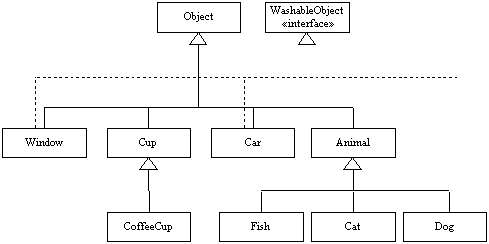 Object
WashableObject
«interface»
Window
Cup
Car
Animal
CoffeeCup
Fish
Cat
Dog